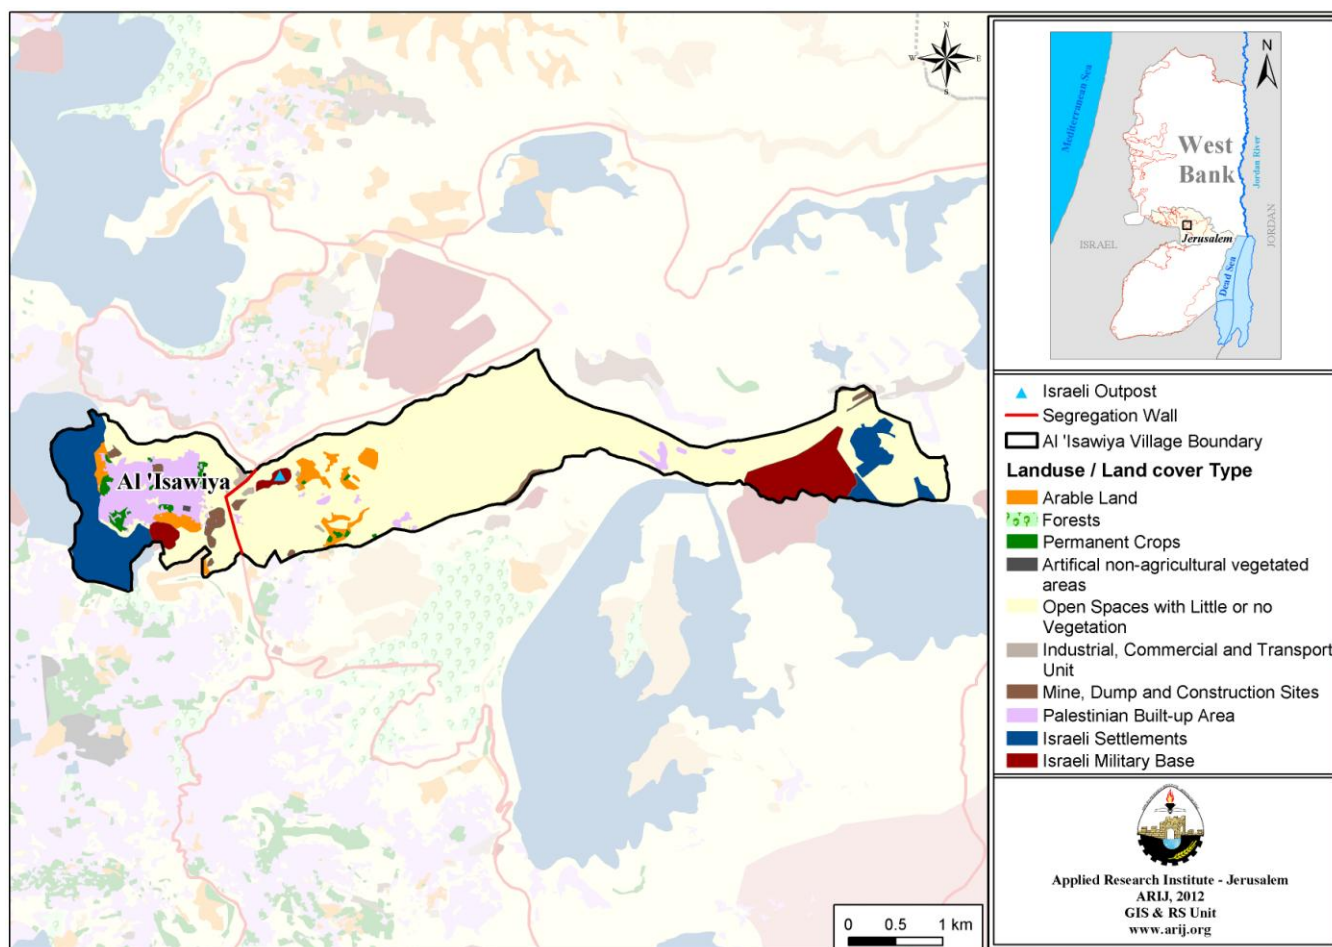 N
W
E
S
Al 'Isawiya
0 0.5 1 km
N
Mediterranean Sea
West
Bank
Jordan River
JORDAN
ISRAEL
Jerusalem
Dead Sea
Israeli Outpost
Segregation Wall
Al 'Isawiya Village Boundary
Landuse / Land cover Type
Arable Land
Forests
Permanent Crops
Artifical non-agricultural vegetated
areas
Open Spaces with Little or no
Vegetation
Industrial, Commercial and Transport
Unit
Mine, Dump and Construction Sites
Palestinian Built-up Area
Israeli Settlements
Israeli Military Base
Applied Research Institute - Jerusalem
ARIJ, 2012
GIS & RS Unit
www.arij.org